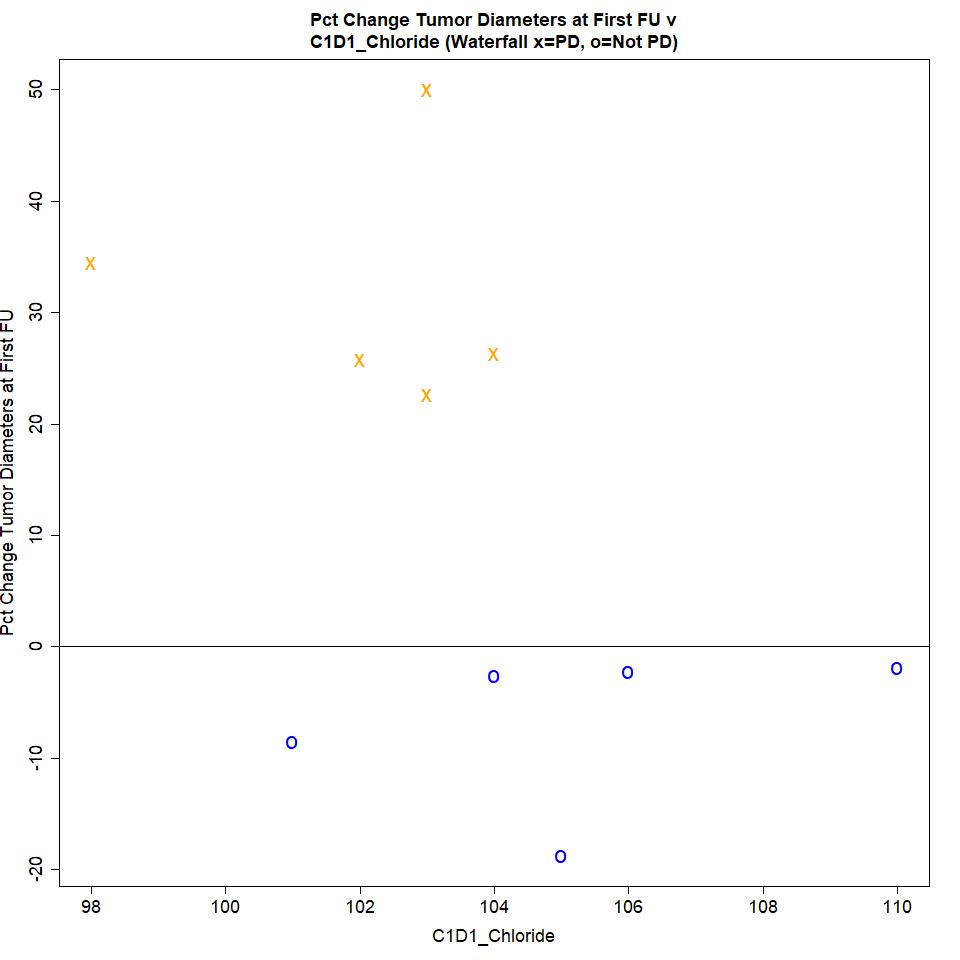 Pct Change Tumor Diameters at First FU v
C1D1_Chloride (Waterfall x=PD, o=Not PD)
Pct Change Tumor Diameters at First FU
50
40
30
20
10
0
-10
-20
x
x
x
x
x
o
o
o
o
o
98
100
102
104
106
108
110
C1D1_Chloride